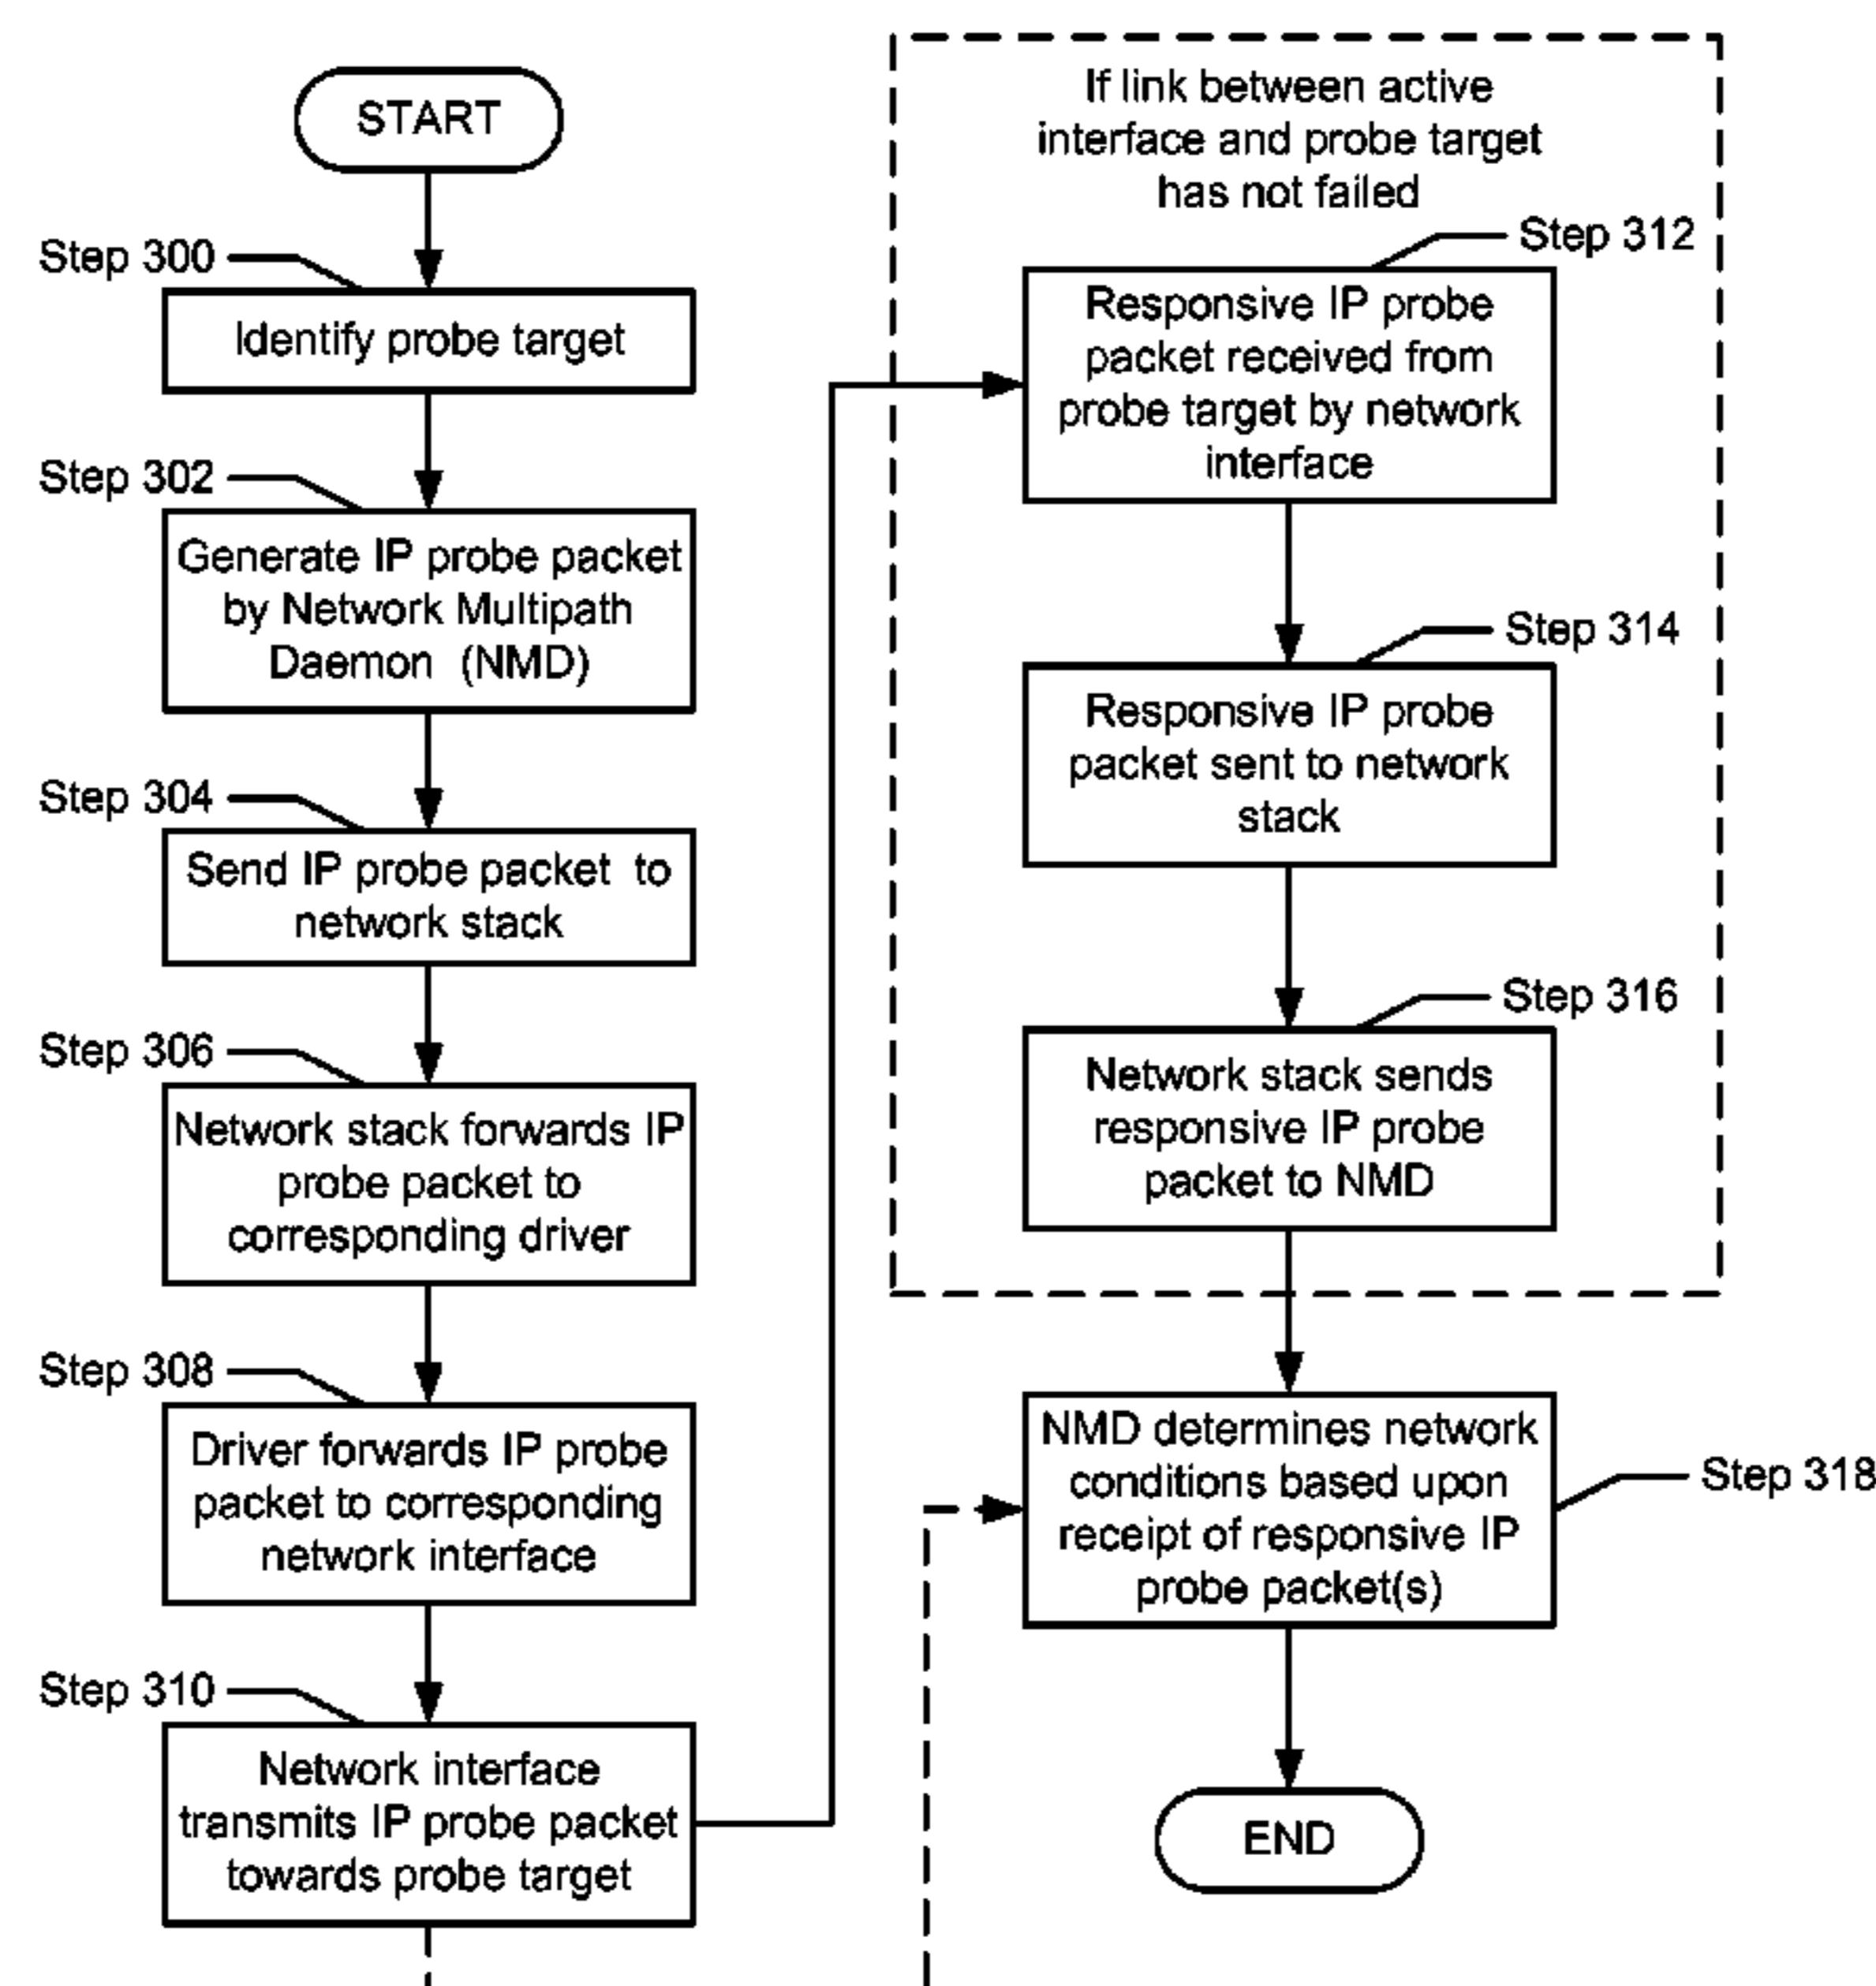 START
Step 300
Identify probe target
Step 302
Generate IP probe packet
by Network Multipath
Daemon (NMD)
Step 304
Send IP probe packet to
network stack
Step 306
Network stack forwards IP
probe packet to
corresponding driver
Step 308
Driver forwards IP probe
packet to corresponding
network interface
Step 310
Network interface
transmits IP probe packet
towards probe target
If link between active
interface and probe target
has not failed
Step 312
Responsive IP probe
packet received from
probe target by network
interface
Step 314
Responsive IP probe
packet sent to network
stack
Step 316
Network stack sends
responsive IP probe
packet to NMD
NMD determines network
conditions based upon
receipt of responsive IP
probe packet(s)
Step 318
END